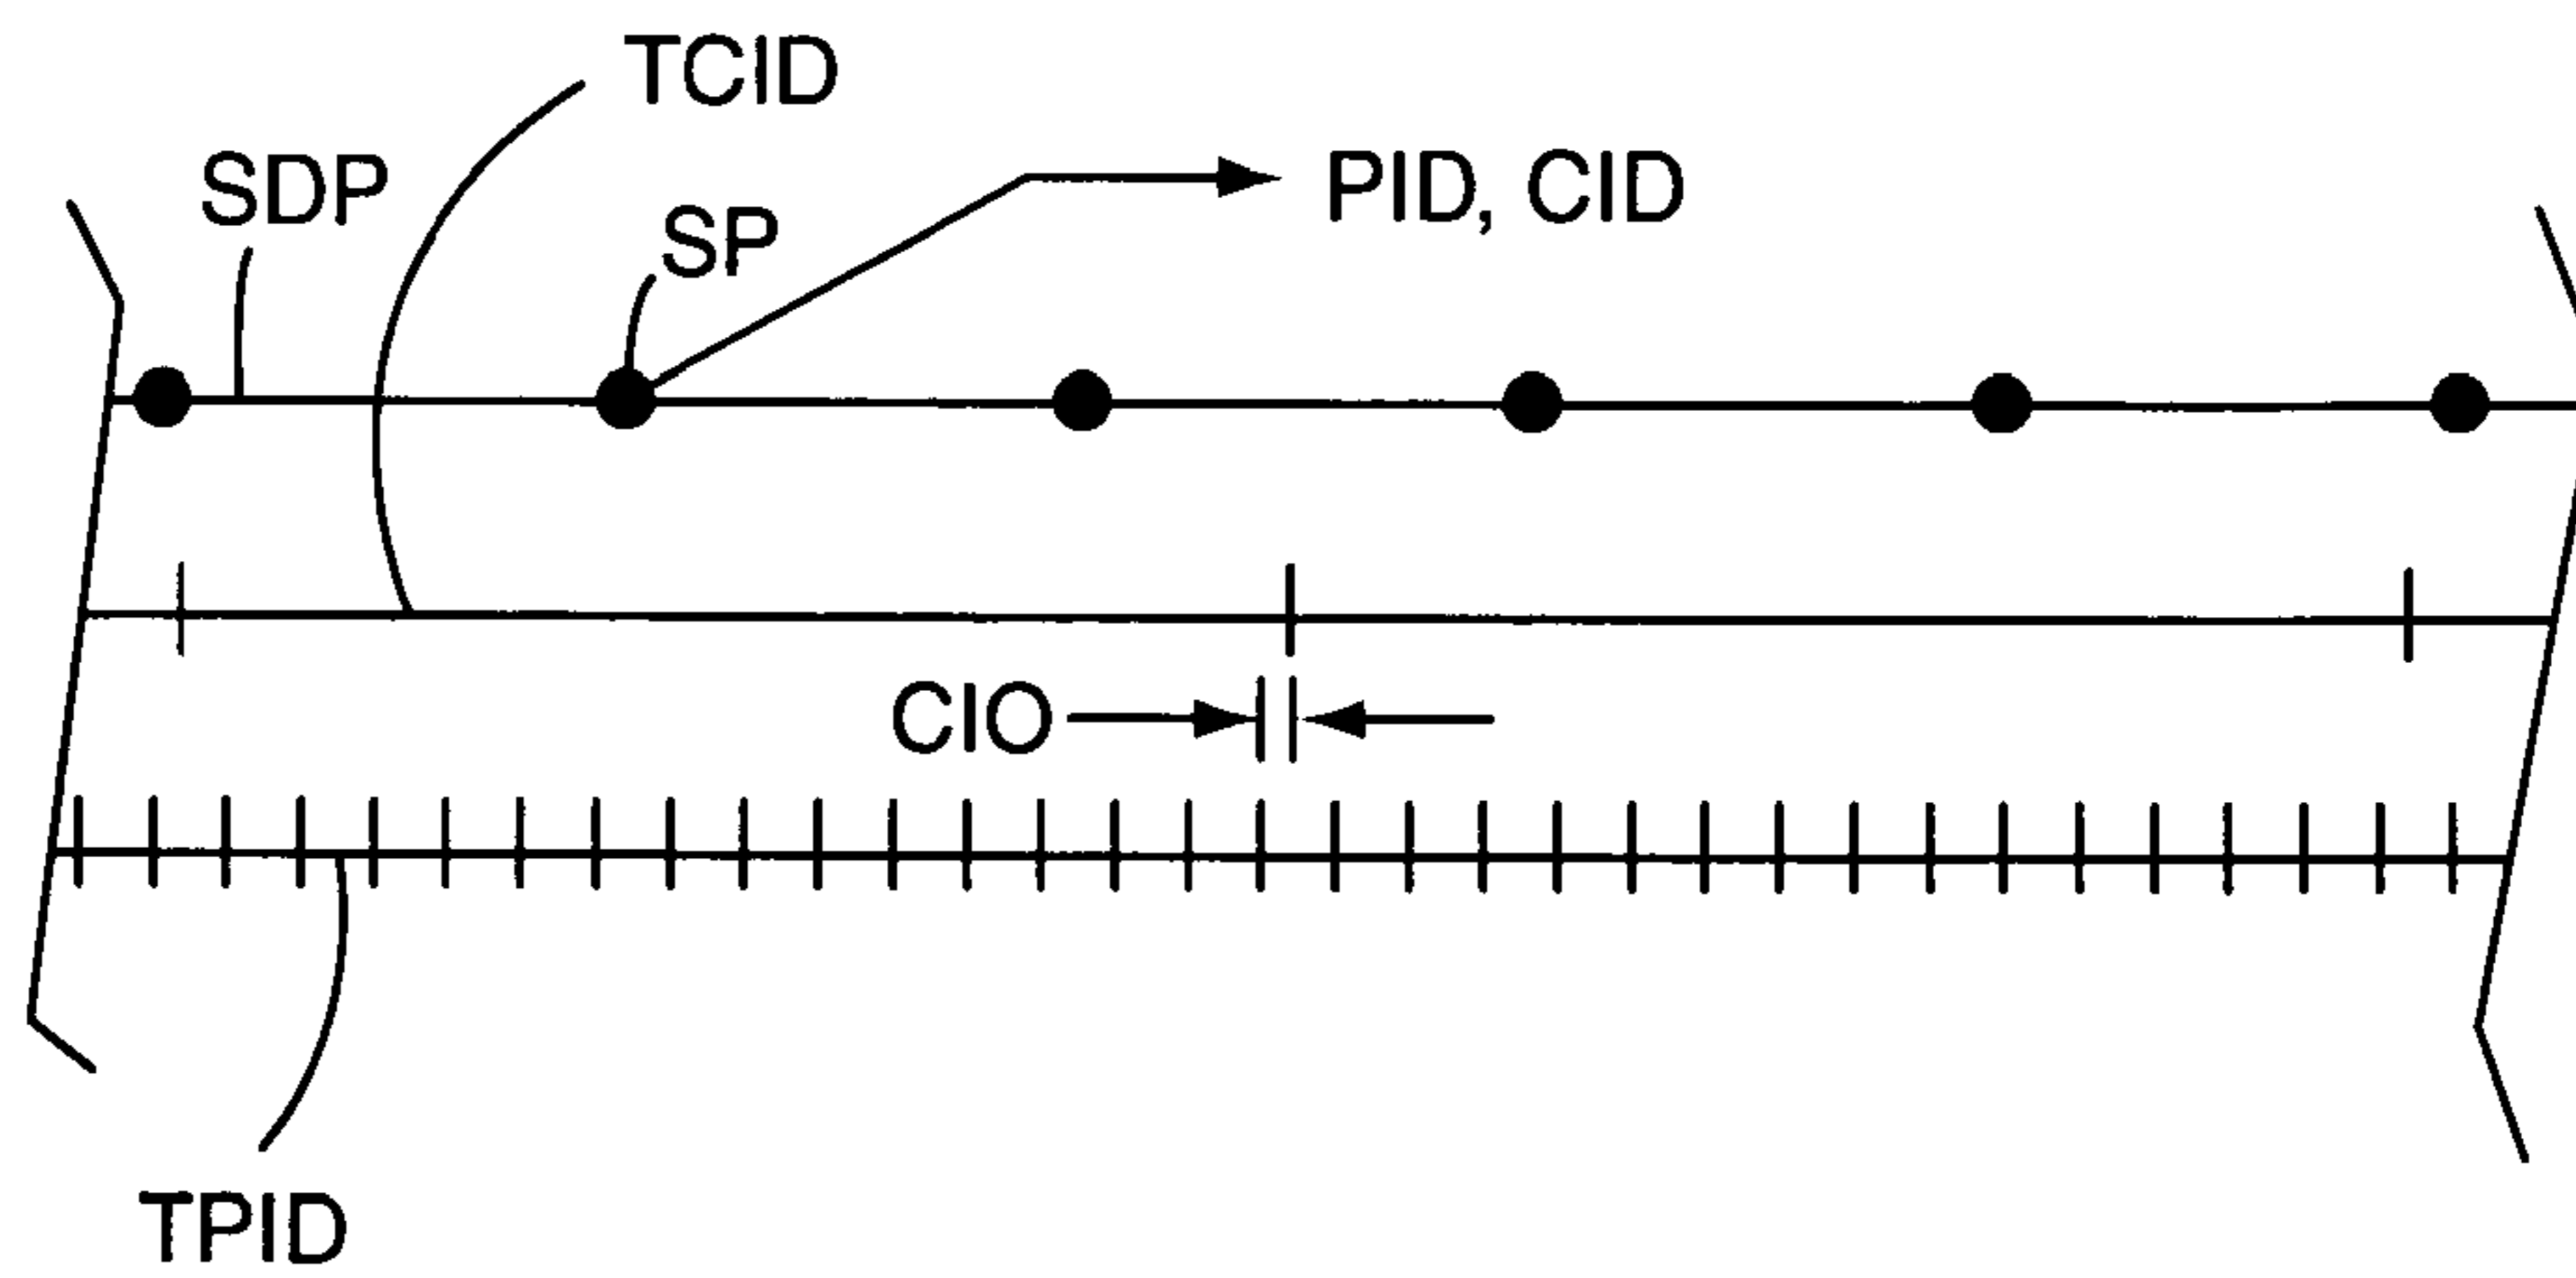 TCID
SDP
PID, CID
SP
CIO
TPID